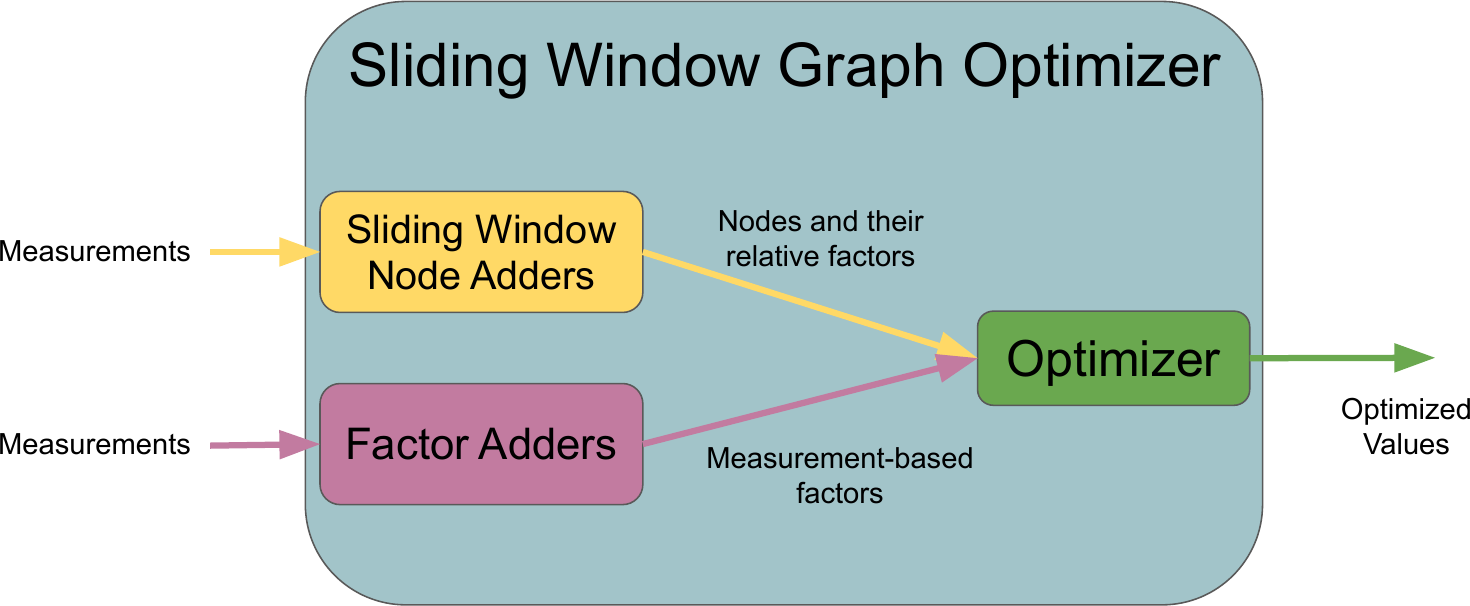 Sliding Window Graph Optimizer
Measurements
Sliding Window
Node Adders
Nodes and their
relative factors
Optimizer
Measurements
Factor Adders
Measurement-based
factors
Optimized
Values